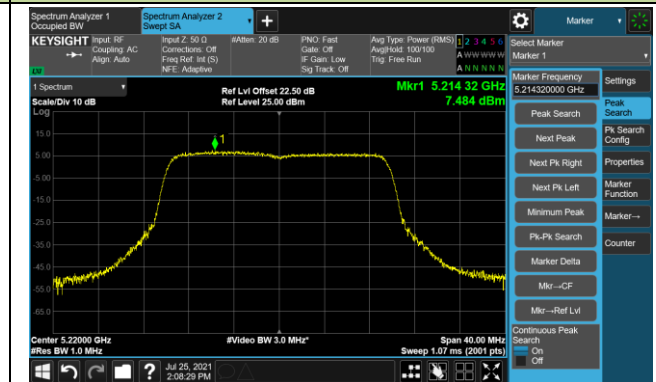 Spectrum Analyzer 1
Occupied BW
Spectrum Analyzer 2
Swept SA
+
Marker
KEYSIGHT
Input: RF
Coupling: AC
Align: Auto
Input Z: 50 Ω
Corrections: Off
Freq Ref: Int (S)
NFE: Adaptive
#Atten: 20 dB
PNO: Fast
Gate: Off
IF Gain: Low
Sig Track: Off
Avg Type: Power (RMS)
Avg|Hold: 100/100
Trig: Free Run
1 2 3 4 5 6
A W W W W W
A N N N N N
LXI
Select Marker
Marker 1
1 Spectrum
Scale/Div 10 dB
Log
Ref Lvl Offset 22.50 dB
Ref Level 25.00 dBm
Mkr1 5.214 32 GHz
7.484 dBm
15.0
5.00
-5.00
-15.0
-25.0
-35.0
-45.0
-55.0
-65.0
1
Center 5.22000 GHz
#Res BW 1.0 MHz
#Video BW 3.0 MHz*
Span 40.00 MHz
Sweep 1.07 ms (2001 pts)
Marker Frequency
5.214320000 GHz
Peak Search
Next Peak
Next Pk Right
Next Pk Left
Minimum Peak
Pk-Pk Search
Marker Delta
Mkr→CF
Mkr→Ref Lvl
Continuous Peak
Search
On
Off
Settings
Peak
Search
Pk Search
Config
Properties
Marker
Function
Marker→
Counter
?
Jul 25, 2021
2:08:29 PM